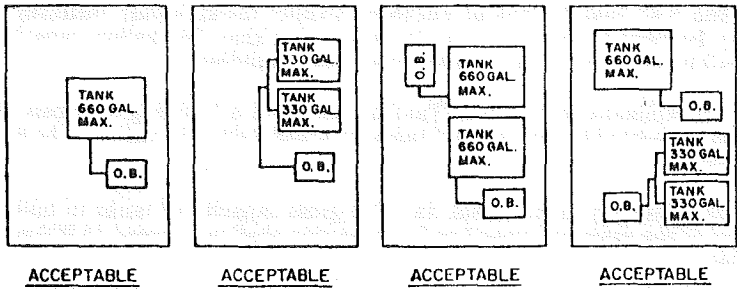 TANK
660 GAL.
MAX.
O.B.
ACCEPTABLE
TANK
330 GAL.
MAX.
TANK
330 GAL.
MAX.
O.B.
ACCEPTABLE
O.B.
TANK
660 GAL.
MAX.
TANK
660 GAL.
MAX.
O.B.
ACCEPTABLE
TANK
660 GAL.
MAX.
O.B.
TANK
330 GAL.
MAX.
O.B.
TANK
330 GAL.
MAX.
ACCEPTABLE